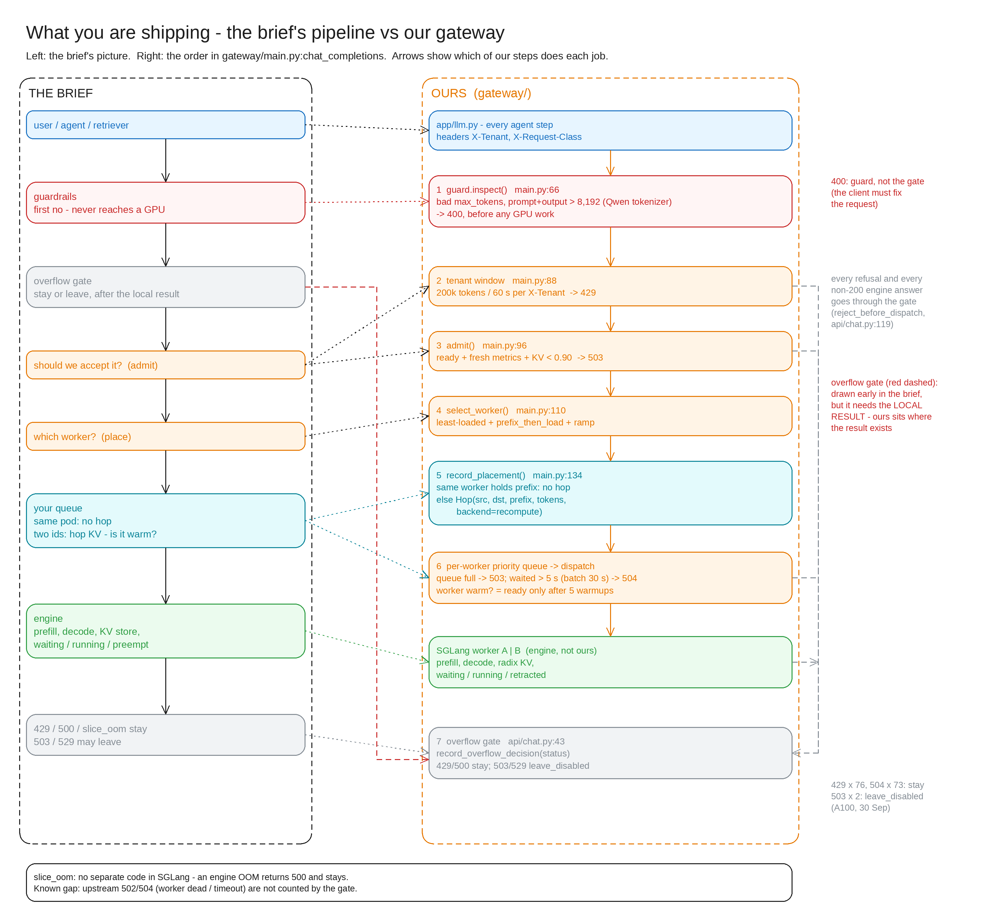 What you are shipping - the brief's pipeline vs our gateway
Left: the brief's picture.  Right: the order in gateway/main.py:chat_completions.  Arrows show which of our steps does each job.
THE BRIEF
user / agent / retriever
guardrails
first no - never reaches a GPU
overflow gate
stay or leave, after the local result
should we accept it?  (admit)
which worker?  (place)
your queue
same pod: no hop
two ids: hop KV - is it warm?
engine
prefill, decode, KV store,
waiting / running / preempt
429 / 500 / slice_oom stay
503 / 529 may leave
OURS  (gateway/)
app/llm.py - every agent step
headers X-Tenant, X-Request-Class
1  guard.inspect()   main.py:66
bad max_tokens, prompt+output > 8,192 (Qwen tokenizer)
-> 400, before any GPU work
2  tenant window   main.py:88
200k tokens / 60 s per X-Tenant  -> 429
3  admit()   main.py:96
ready + fresh metrics + KV < 0.90  -> 503
4  select_worker()   main.py:110
least-loaded + prefix_then_load + ramp
5  record_placement()   main.py:134
same worker holds prefix: no hop
else Hop(src, dst, prefix, tokens,
backend=recompute)
6  per-worker priority queue -> dispatch
queue full -> 503; waited > 5 s (batch 30 s) -> 504
worker warm? = ready only after 5 warmups
SGLang worker A | B  (engine, not ours)
prefill, decode, radix KV,
waiting / running / retracted
7  overflow gate   api/chat.py:43
record_overflow_decision(status)
429/500 stay; 503/529 leave_disabled
400: guard, not the gate
(the client must fix
the request)
every refusal and every
non-200 engine answer
goes through the gate
(reject_before_dispatch,
api/chat.py:119)
overflow gate (red dashed):
drawn early in the brief,
but it needs the LOCAL
RESULT - ours sits where
the result exists
429 x 76, 504 x 73: stay
503 x 2: leave_disabled
(A100, 30 Sep)
slice_oom: no separate code in SGLang - an engine OOM returns 500 and stays.
Known gap: upstream 502/504 (worker dead / timeout) are not counted by the gate.